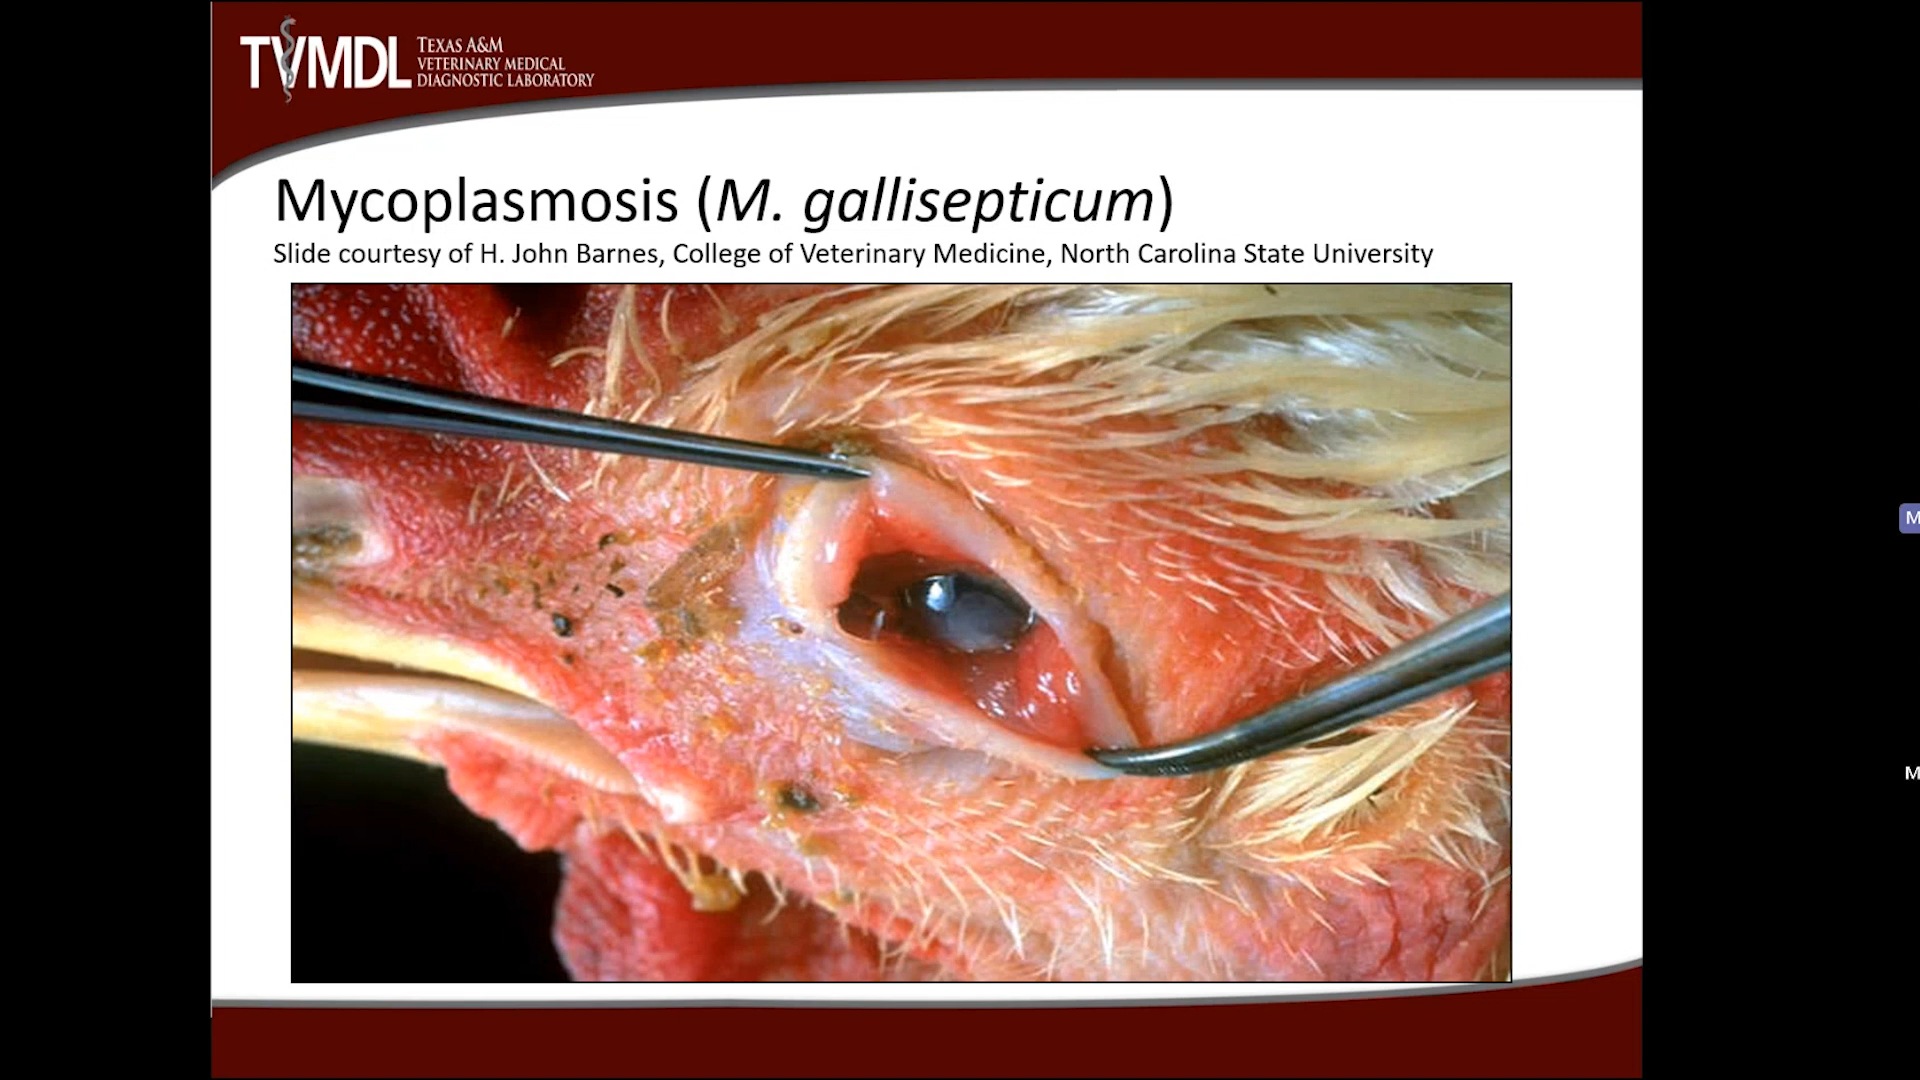 TVMDL
TEXAS A&M
VETERINARY MEDICAL
DIAGNOSTIC LABORATORY
Mycoplasmosis (M. gallisepticum)
Slide courtesy of H. John Barnes, College of Veterinary Medicine, North Carolina State University
M
M